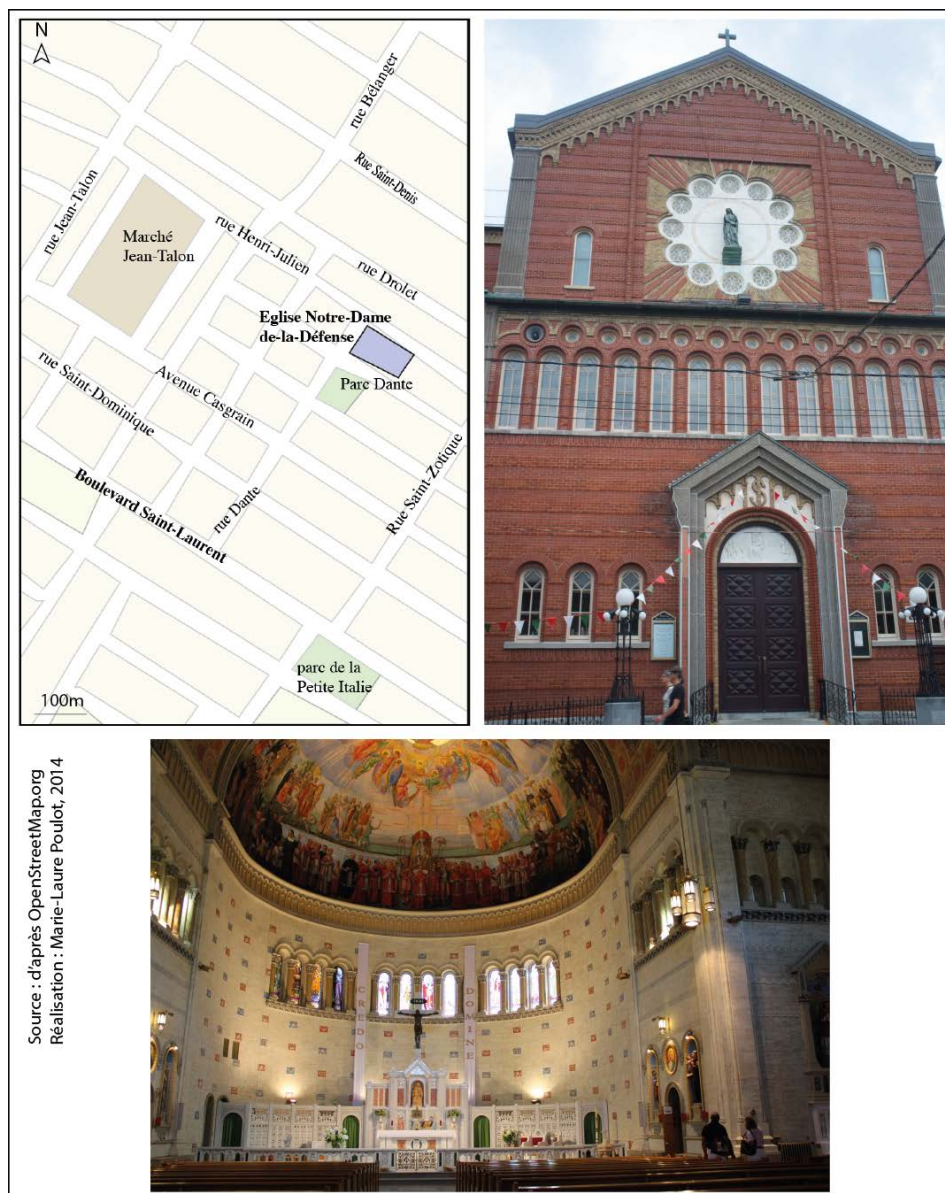 N
rue Bélanger
Rue Saint-Denis
rue Jean-Talon
Marché
Jean-Talon
rue Henri-Julien
rue Drolet
Eglise Notre-Dame
de-la-Défense
Parc Dante
rue Saint-Dominique
Avenue Casgrain
Boulevard Saint-Laurent
rue Dante
Rue Saint-Zotique
parc de la
Petite Italie
100m
Source : d'après OpenStreetMap.org
Réalisation : Marie-Laure Poulot, 2014
CREDO
DOMINE